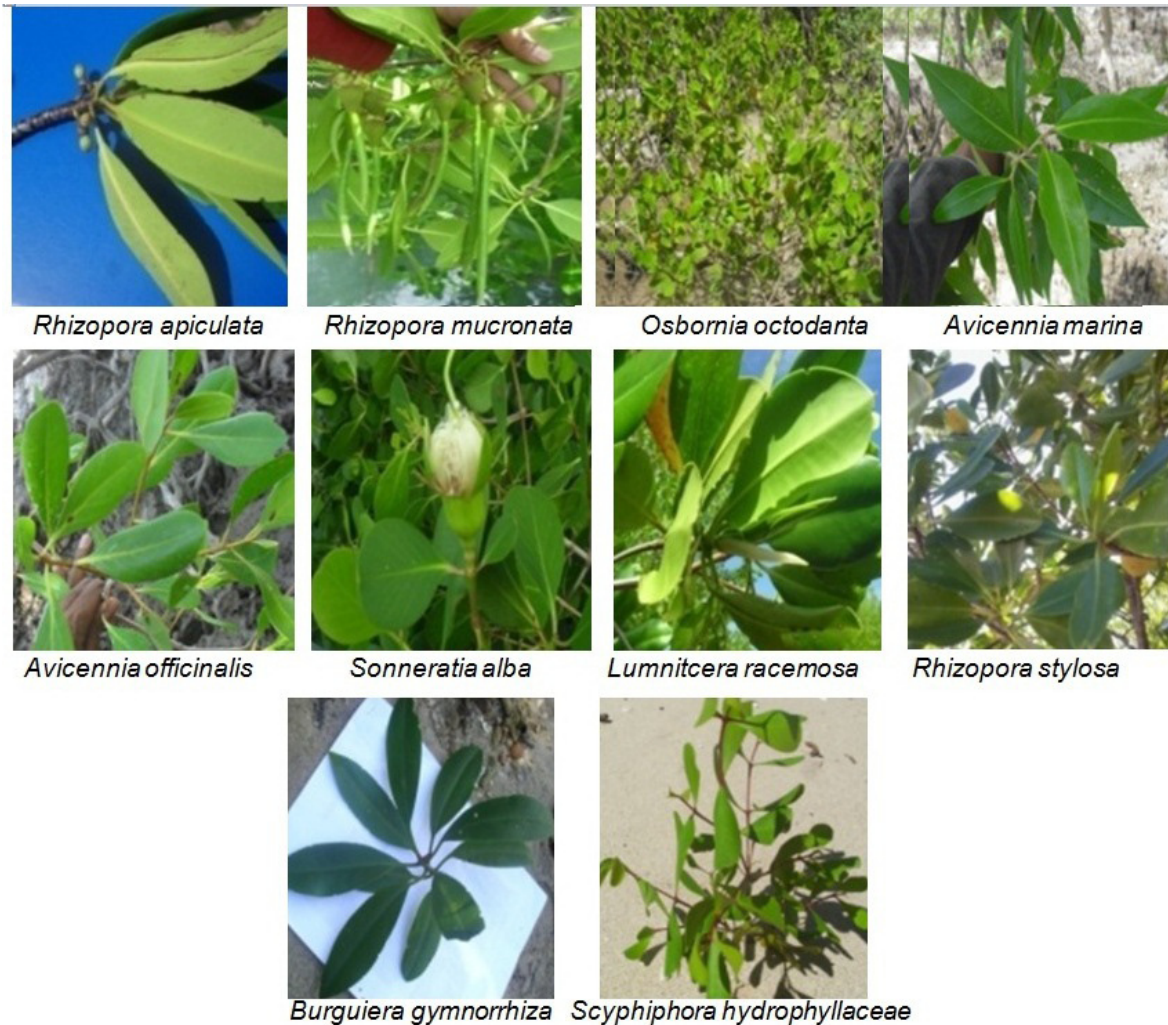 Rhizopora apiculata
Rhizopora mucronata
Osbornia octodanta
Avicennia marina
Avicennia officinalis
Sonneratia alba
Lumnitcera racemosa
Rhizopora stylosa
Burguiera gymnorrhiza
Scyphiphora hydrophyllaceae